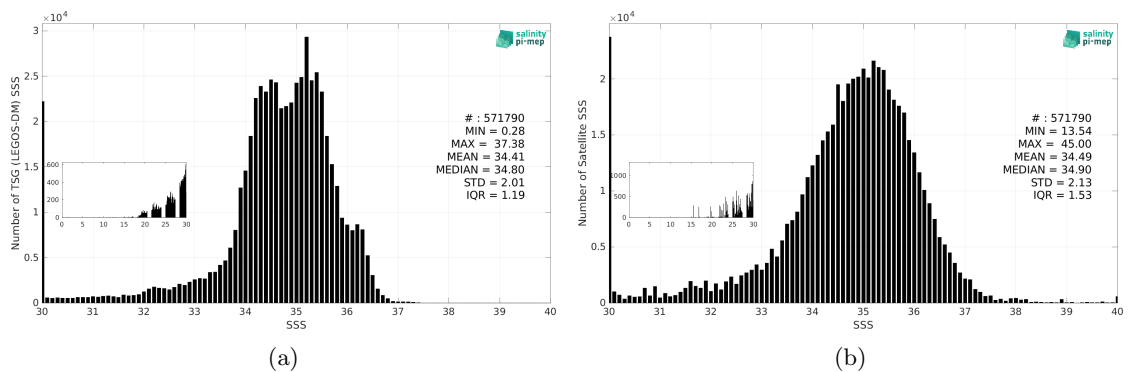 ×10⁴
3
2.5
2
1.5
1
0.5
0
Number of TSG (LEGOS-DM) SSS
salinity
pi-mep
# : 571790
MIN = 0.28
MAX = 37.38
MEAN = 34.41
MEDIAN = 34.80
STD = 2.01
IQR = 1.19
600
400
200
0
0 5 10 15 20 25 30
30 31 32 33 34 35 36 37 38 39 40
SSS
(a)
×10⁴
2
1.5
1
0.5
0
Number of Satellite SSS
salinity
pi-mep
# : 571790
MIN = 13.54
MAX = 45.00
MEAN = 34.49
MEDIAN = 34.90
STD = 2.13
IQR = 1.53
1000
500
0
0 5 10 15 20 25 30
30 31 32 33 34 35 36 37 38 39 40
SSS
(b)